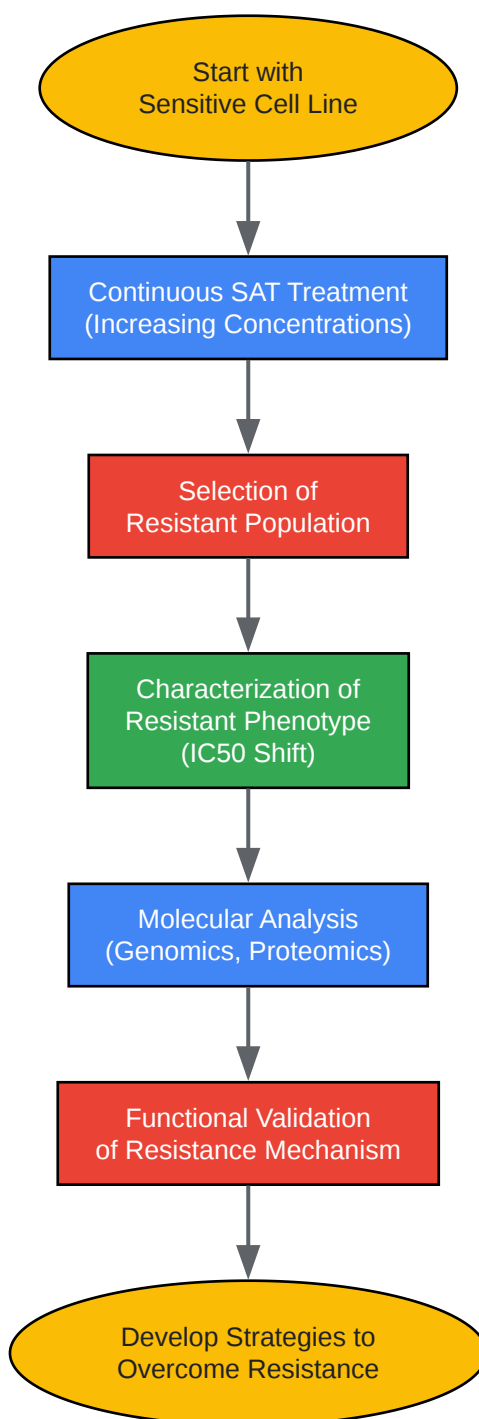 Start with
Sensitive Cell Line
Continuous SAT Treatment
(Increasing Concentrations)
Selection of
Resistant Population
Characterization of
Resistant Phenotype
(IC50 Shift)
Molecular Analysis
(Genomics, Proteomics)
Functional Validation
of Resistance Mechanism
Develop Strategies to
Overcome Resistance